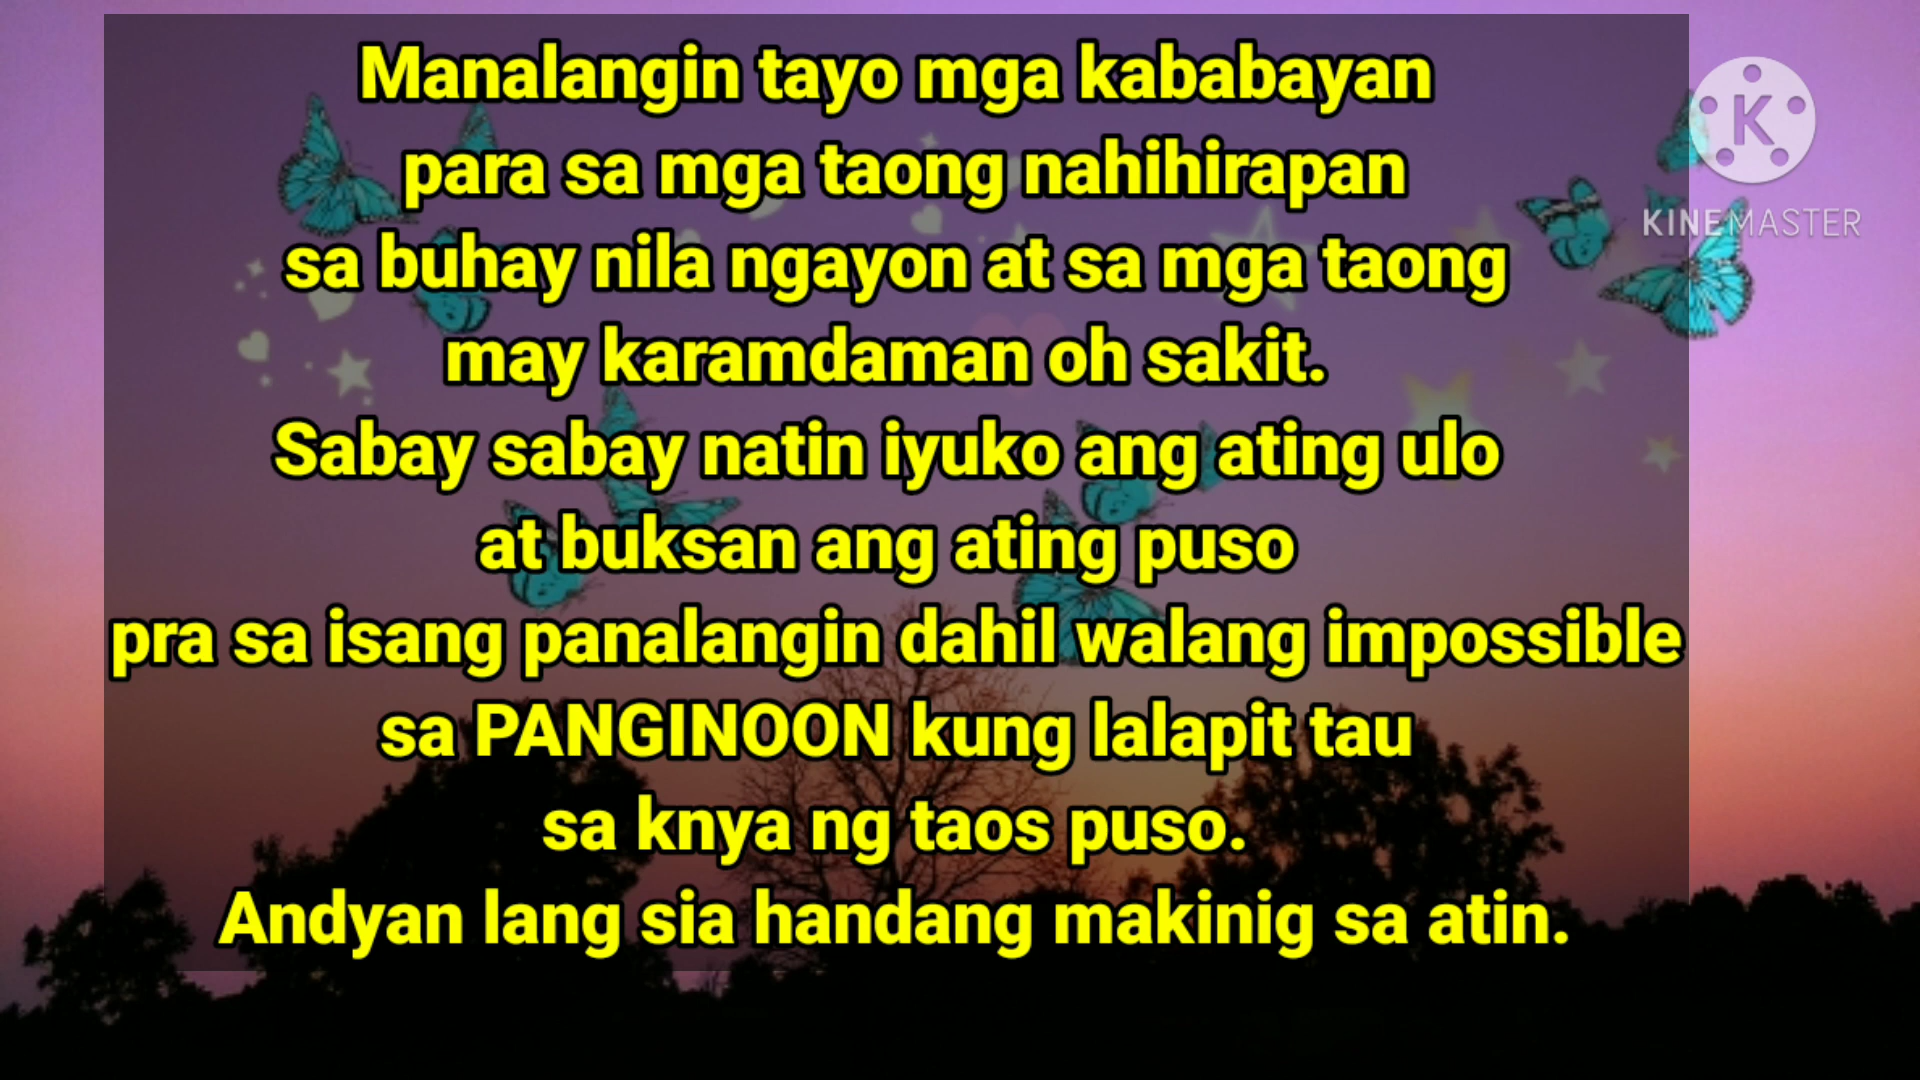 Manalangin tayo mga kababayan
para sa mga taong nahihirapan
sa buhay nila ngayon at sa mga taong
may karamdaman oh sakit.
Sabay sabay natin iyuko ang ating ulo
at buksan ang ating puso
pra sa isang panalangin dahil walang impossible
sa PANGINOON kung lalapit tau
sa knya ng taos puso.
Andyan lang sia handang makinig sa atin.
K
KINEMASTER